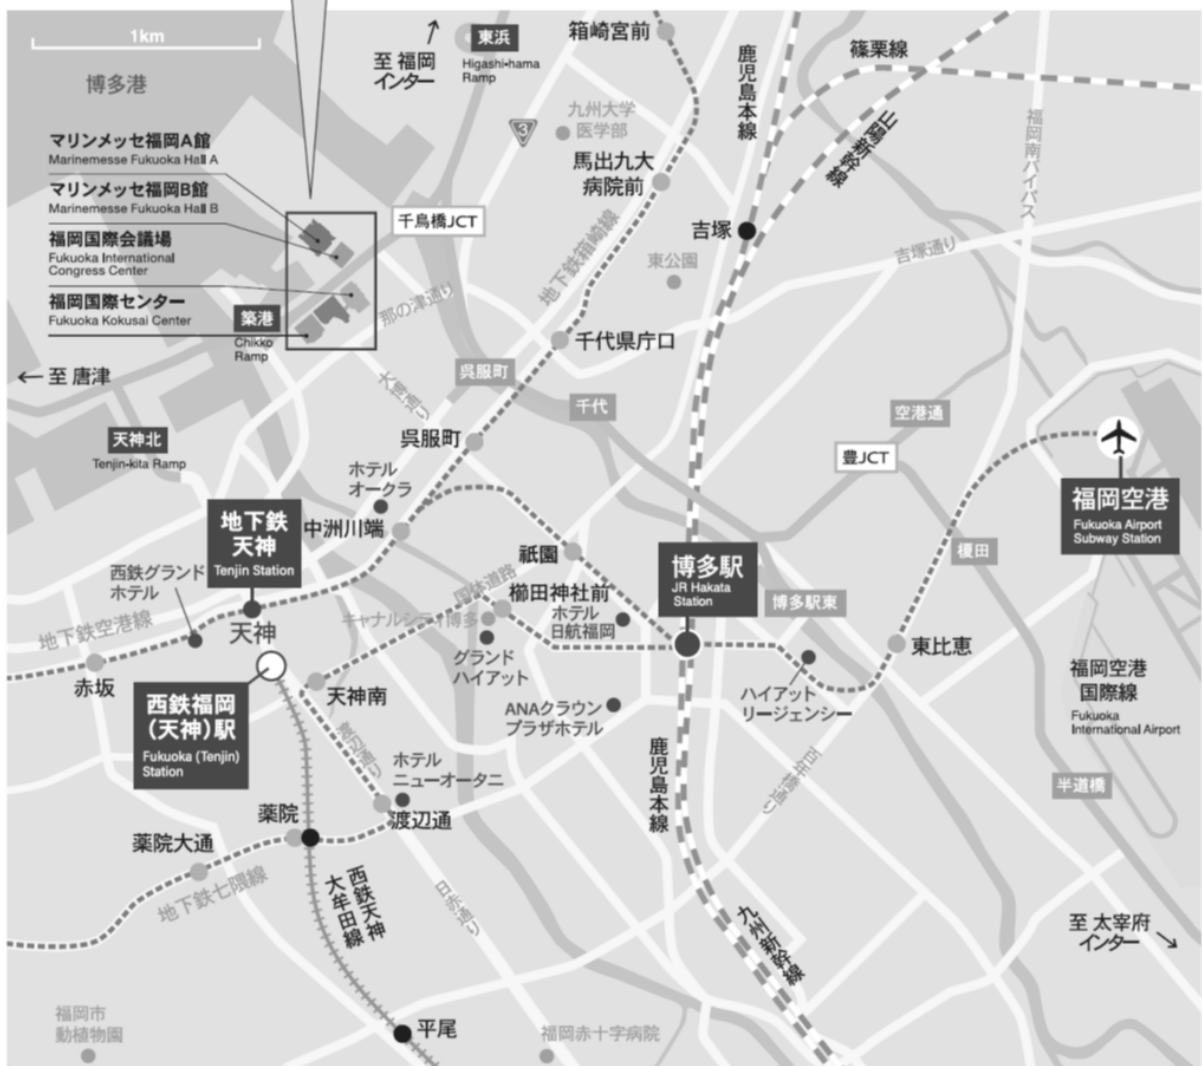 1km
博多港
マリンメッセ福岡A館
Marinemesse Fukuoka Hall A
マリンメッセ福岡B館
Marinemesse Fukuoka Hall B
福岡国際会議場
Fukuoka International
Congress Center
福岡国際センター
Fukuoka Kokusai Center
築港
Chikko
Ramp
← 至 唐津
至 福岡
インター
東浜
Higashi-hama
Ramp
3
箱崎宮前
九州大学
医学部
馬出九大
病院前
鹿児島本線
篠栗線
山陽新幹線
福岡南バイパス
千鳥橋JCT
吉塚
東公園
吉塚通り
地下鉄箱崎線
那の津通り
大博通り
千代県庁口
呉服町
千代
空港通
豊JCT
天神北
Tenjin-kita Ramp
呉服町
ホテル
オークラ
中洲川端
地下鉄
天神
Tenjin Station
西鉄グランド
ホテル
地下鉄空港線
天神
赤坂
西鉄福岡
(天神)駅
Fukuoka (Tenjin)
Station
祇園
国体道路
櫛田神社前
キャナルシティ博多
ホテル
日航福岡
グランド
ハイアット
ANAクラウン
プラザホテル
博多駅
JR Hakata
Station
博多駅東
榎田
福岡空港
Fukuoka Airport
Subway Station
東比恵
ハイアット
リージェンシー
福岡空港
国際線
Fukuoka
International Airport
天神南
渡辺通り
ホテル
ニューオータニ
渡辺通
薬院
薬院大通
地下鉄七隈線
西鉄天神
大牟田線
日赤通り
鹿児島本線
百年橋通り
半道橋
九州新幹線
至 太宰府
インター
福岡市
動植物園
平尾
福岡赤十字病院